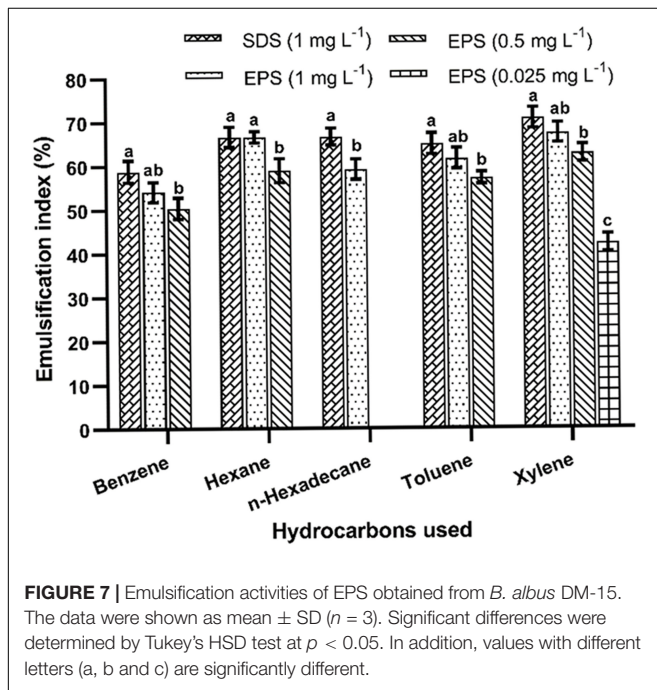 SDS (1 mg L⁻¹) EPS (0.5 mg L⁻¹)
EPS (1 mg L⁻¹) EPS (0.025 mg L⁻¹)
Emulsification index (%)
80
70
60
50
40
30
20
10
0
a ab b
a a b
a b
a ab b
a ab b c
Benzene Hexane n-Hexadecane Toluene Xylene
Hydrocarbons used
FIGURE 7 | Emulsification activities of EPS obtained from B. albus DM-15.
The data were shown as mean ± SD (n = 3). Significant differences were
determined by Tukey's HSD test at p < 0.05. In addition, values with different
letters (a, b and c) are significantly different.